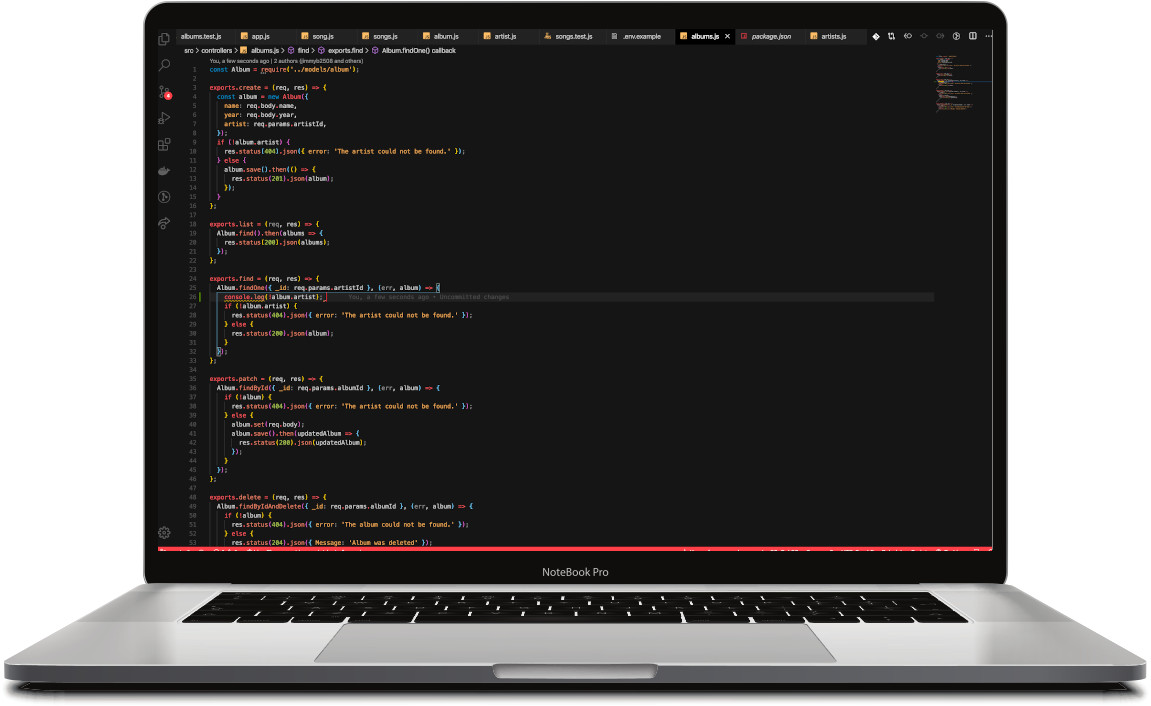 albums.test.js app.js song.js songs.js album.js artist.js songs.test.js .env.example albums.js × package.json artists.js
src > controllers > albums.js > find > exports.find > Album.findOne() callback
You, a few seconds ago | 2 authors (@mmyb2508 and others)
1 const Album = require('../models/album');
2
3 exports.create = (req, res) => {
4 const album = new Album({
5 name: req.body.name,
6 year: req.body.year,
7 artist: req.params.artistId,
8 });
9 if (!album.artist) {
10 res.status(404).json({ error: 'The artist could not be found.' });
11 } else {
12 album.save().then(() => {
13 res.status(201).json(album);
14 });
15 }
16 };
17
18 exports.list = (req, res) => {
19 Album.find().then(albums => {
20 res.status(200).json(albums);
21 });
22 };
23
24 exports.find = (req, res) => {
25 Album.findOne({ _id: req.params.artistId }, (err, album) => {
26 console.log(!album.artist); You, a few seconds ago • Uncommitted changes
27 if (!album.artist) {
28 res.status(404).json({ error: 'The artist could not be found.' });
29 } else {
30 res.status(200).json(album);
31 }
32 });
33 };
34
35 exports.patch = (req, res) => {
36 Album.findById({ _id: req.params.albumId }, (err, album) => {
37 if (!album) {
38 res.status(404).json({ error: 'The artist could not be found.' });
39 } else {
40 album.set(req.body);
41 album.save().then(updatedAlbum => {
42 res.status(200).json(updatedAlbum);
43 });
44 }
45 });
46 };
47
48 exports.delete = (req, res) => {
49 Album.findByIdAndDelete({ _id: req.params.albumId }, (err, album) => {
50 if (!album) {
51 res.status(404).json({ error: 'The album could not be found.' });
52 } else {
53 res.status(204).json({ Message: 'Album was deleted' });
NoteBook Pro